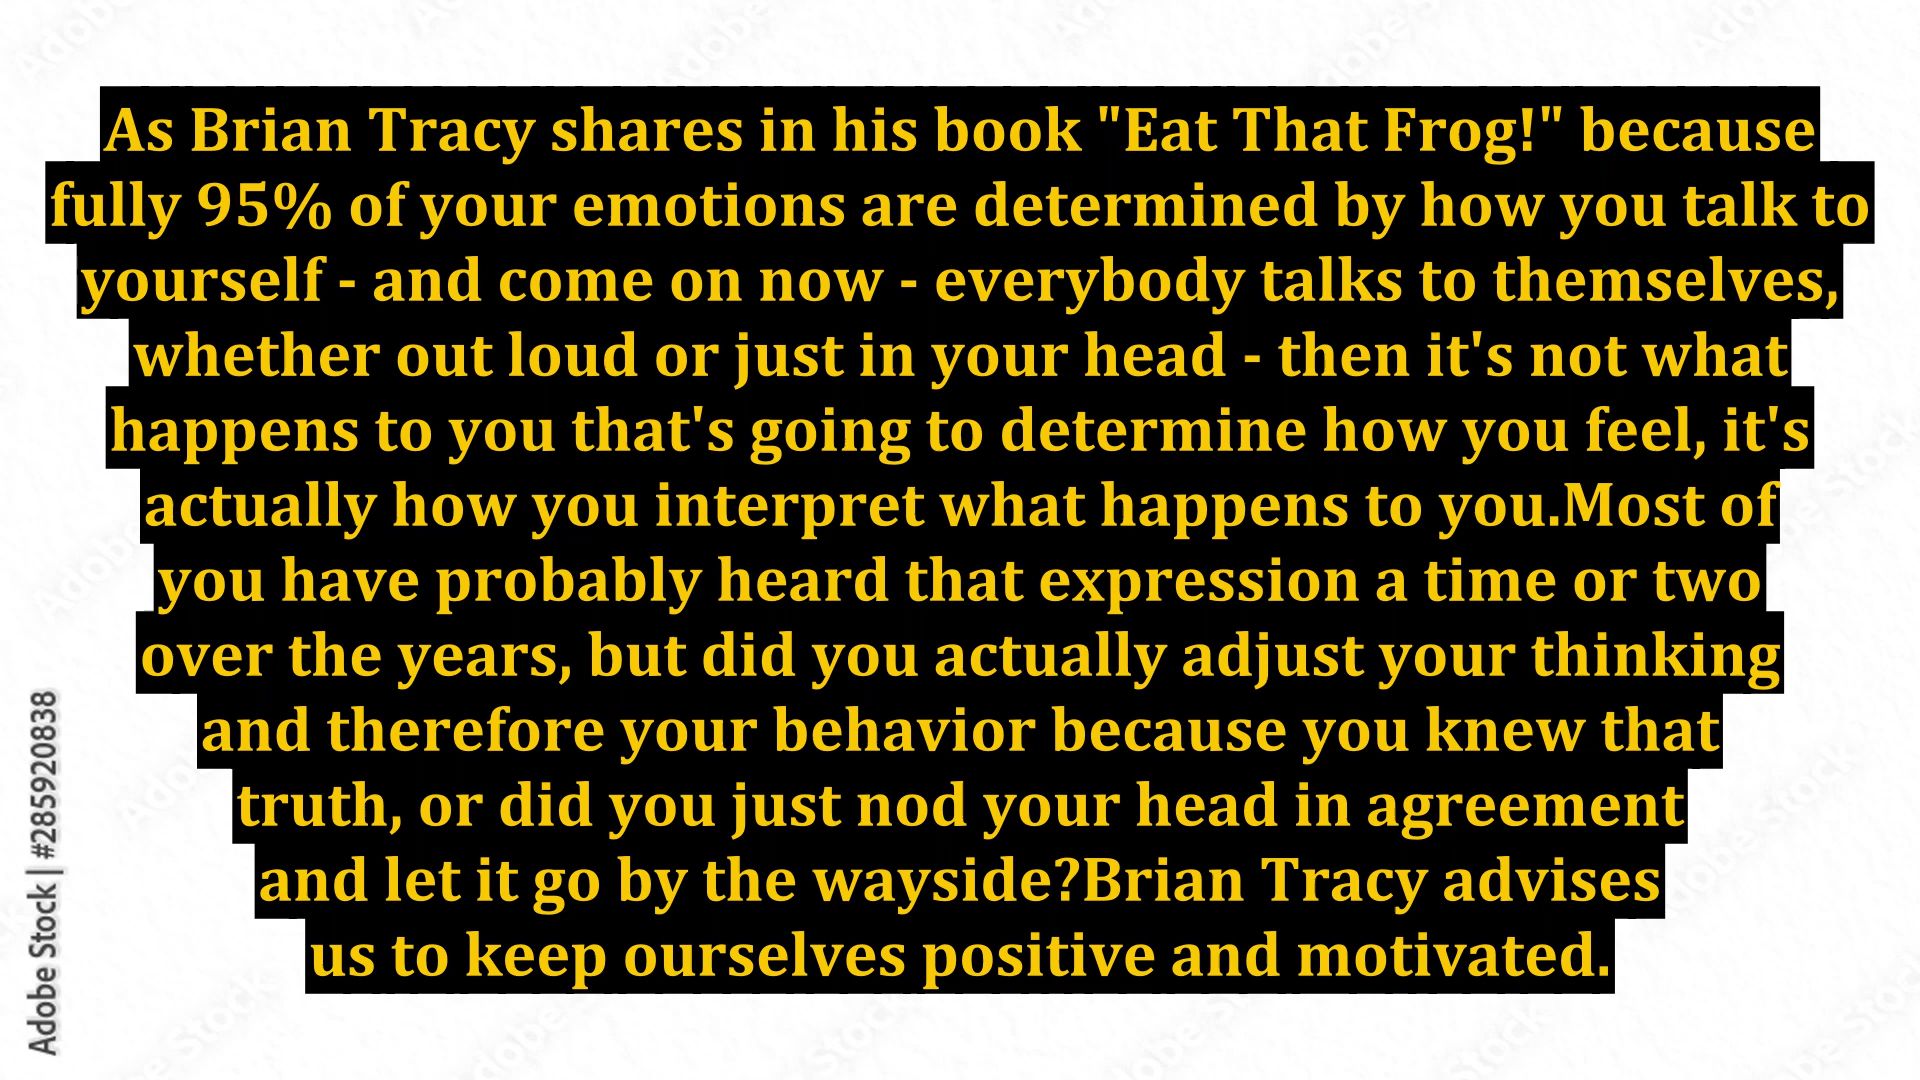 As Brian Tracy shares in his book "Eat That Frog!" because
fully 95% of your emotions are determined by how you talk to
yourself - and come on now - everybody talks to themselves,
whether out loud or just in your head - then it's not what
happens to you that's going to determine how you feel, it's
actually how you interpret what happens to you.Most of
you have probably heard that expression a time or two
over the years, but did you actually adjust your thinking
and therefore your behavior because you knew that
truth, or did you just nod your head in agreement
and let it go by the wayside?Brian Tracy advises
us to keep ourselves positive and motivated.
Adobe Stock | #285920838